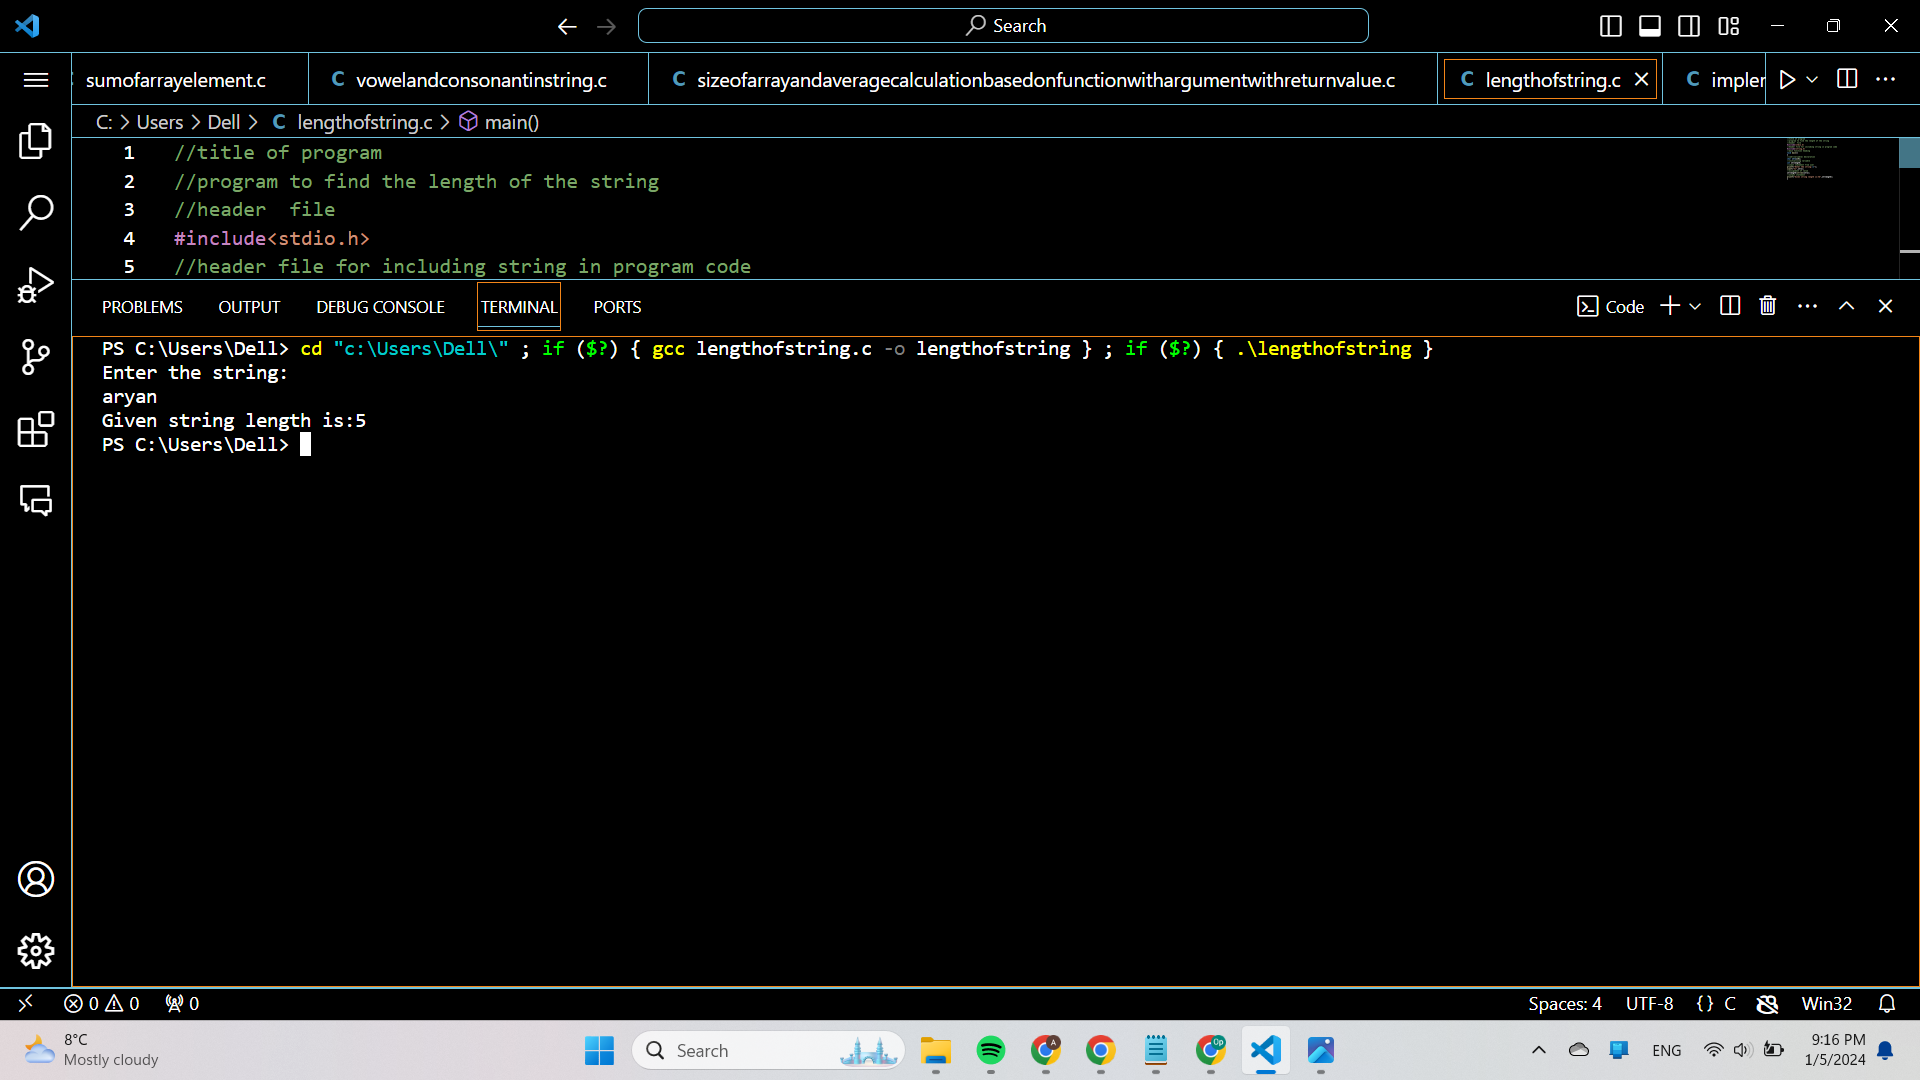 Search
sumofarrayelement.c
C vowelandconsonantinstring.c
C sizeofarrayandaveragecalculationbasedonfunctionwithargumentwithreturnvalue.c
C lengthofstring.c
C impler
C: > Users > Dell > C lengthofstring.c > main()
1 //title of program
2 //program to find the length of the string
3 //header  file
4 #include<stdio.h>
5 //header file for including string in program code
PROBLEMS OUTPUT DEBUG CONSOLE TERMINAL PORTS
Code
PS C:\Users\Dell> cd "c:\Users\Dell\" ; if ($?) { gcc lengthofstring.c -o lengthofstring } ; if ($?) { .\lengthofstring }
Enter the string:
aryan
Given string length is:5
PS C:\Users\Dell>
0 0 0
Spaces: 4 UTF-8 {} C Win32
8°C
Mostly cloudy
Search
A
Op
ENG
9:16 PM
1/5/2024